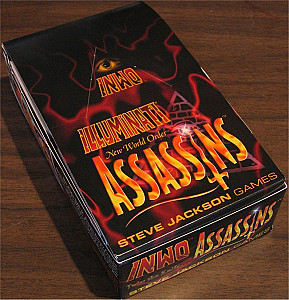 INWO
ILLUMINATI
New World Order
ASSASSINS
STEVE JACKSON GAMES
INWO ASSASSINS
STEVE JACKSON GAMES